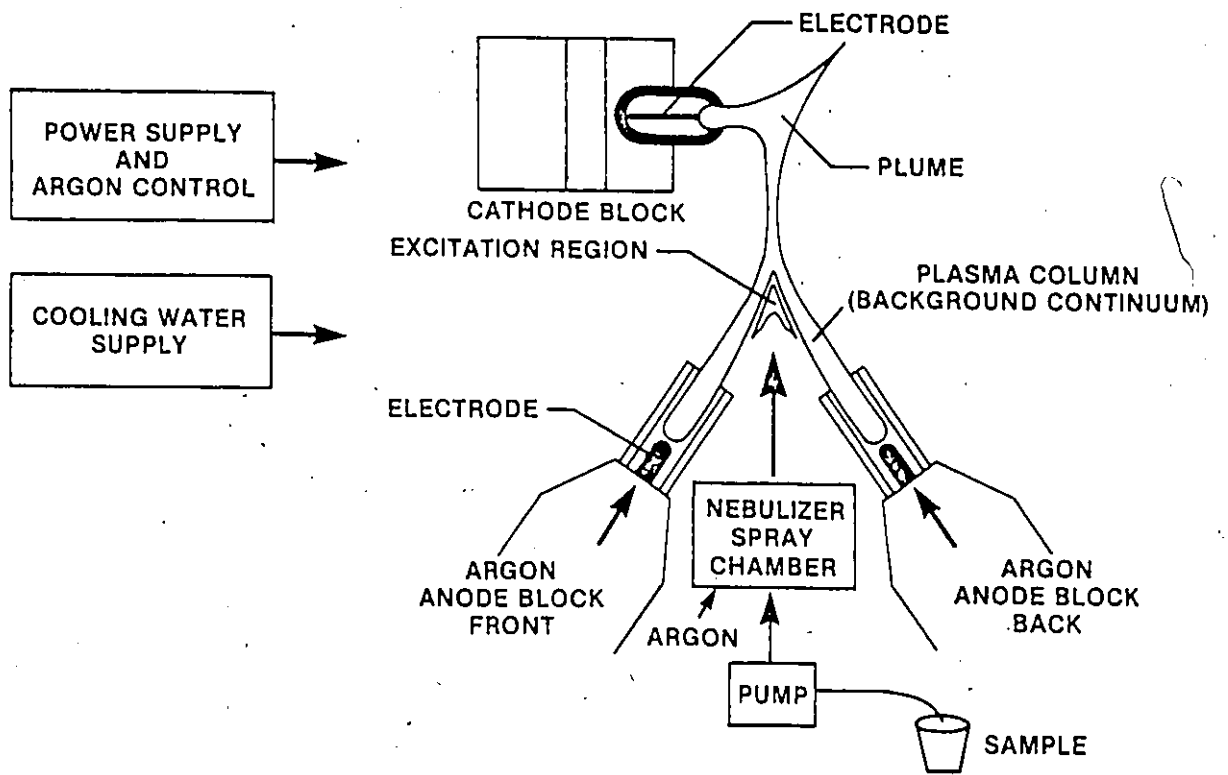 ELECTRODE
POWER SUPPLY
AND
ARGON CONTROL
PLUME
CATHODE BLOCK
EXCITATION REGION
PLASMA COLUMN
(BACKGROUND CONTINUUM)
COOLING WATER
SUPPLY
ELECTRODE
NEBULIZER
SPRAY
CHAMBER
ARGON
ANODE BLOCK
FRONT
ARGON
ARGON
ANODE BLOCK
BACK
PUMP
SAMPLE